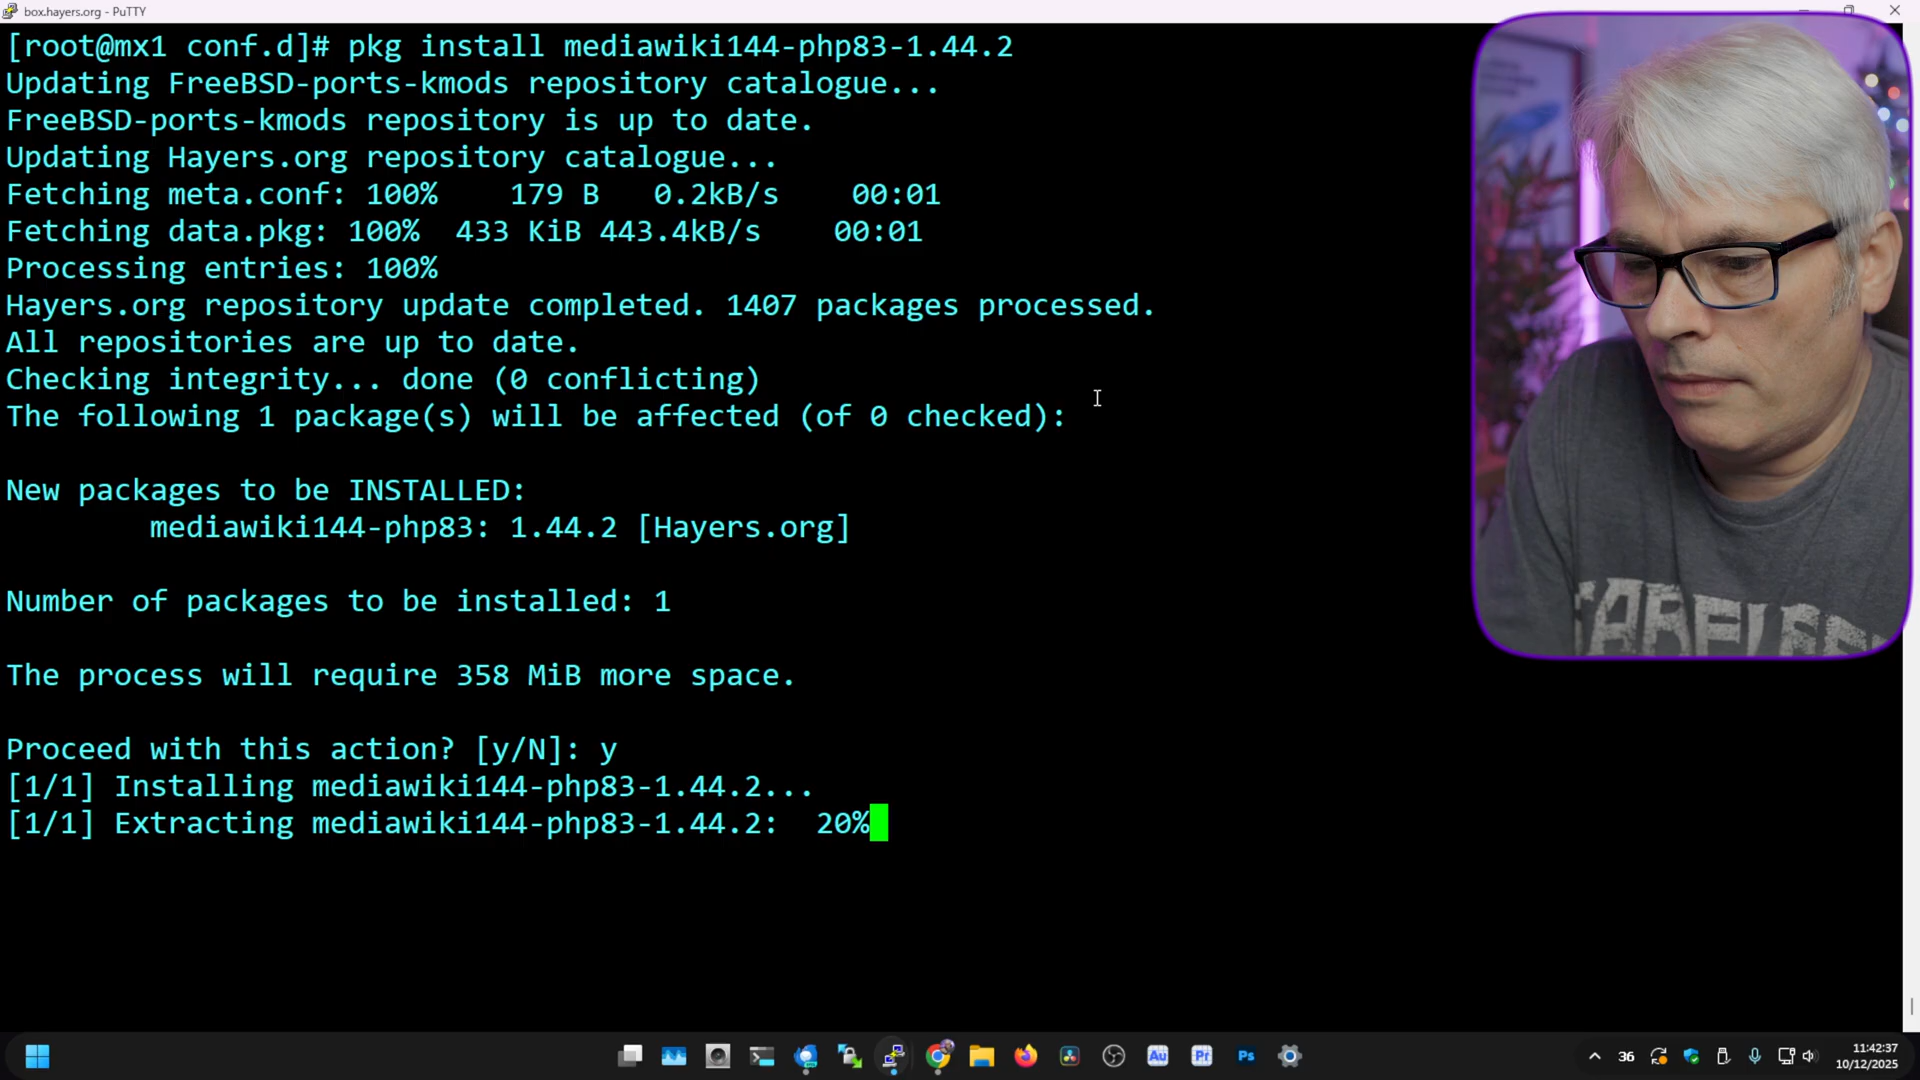 box.hayers.org - PuTTY
[root@mx1 conf.d]# pkg install mediawiki144-php83-1.44.2
Updating FreeBSD-ports-kmods repository catalogue...
FreeBSD-ports-kmods repository is up to date.
Updating Hayers.org repository catalogue...
Fetching meta.conf: 100%    179 B   0.2kB/s    00:01
Fetching data.pkg: 100%  433 KiB 443.4kB/s    00:01
Processing entries: 100%
Hayers.org repository update completed. 1407 packages processed.
All repositories are up to date.
Checking integrity... done (0 conflicting)
The following 1 package(s) will be affected (of 0 checked):
New packages to be INSTALLED:
mediawiki144-php83: 1.44.2 [Hayers.org]
Number of packages to be installed: 1
The process will require 358 MiB more space.
Proceed with this action? [y/N]: y
[1/1] Installing mediawiki144-php83-1.44.2...
[1/1] Extracting mediawiki144-php83-1.44.2:  20%
Au
Pr
Ps
36
11:42:37
10/12/2025